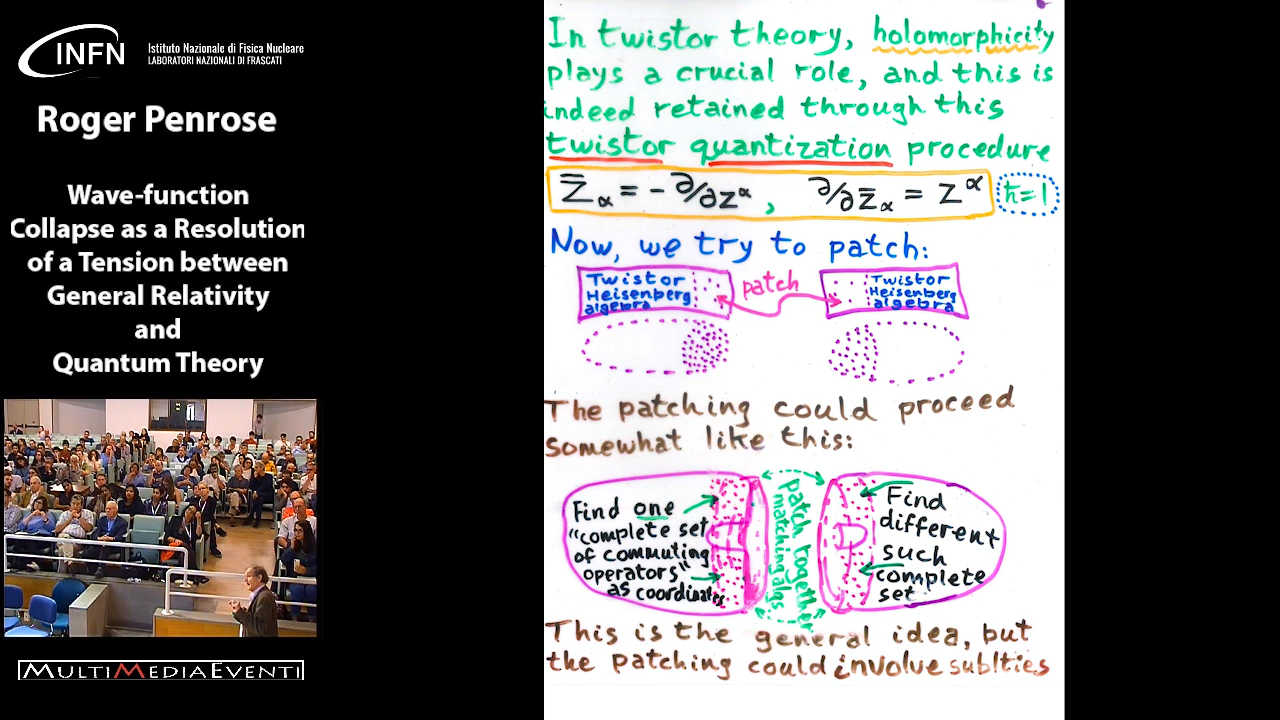 INFN
Istituto Nazionale di Fisica Nucleare
LABORATORI NAZIONALI DI FRASCATI
Roger Penrose
Wave-function
Collapse as a Resolution
of a Tension between
General Relativity
and
Quantum Theory
MULTIMEDIAEVENTI
In twistor theory, holomorphicity
plays a crucial role, and this is
indeed retained through this
twistor quantization procedure
Z̄α = - ∂/∂Zα, ∂/∂Z̄α = Zα ħ=1
Now, we try to patch:
Twistor
Heisenberg
algebra
patch
Twistor
Heisenberg
algebra
The patching could proceed
somewhat like this:
Find one
"complete set
of commuting
operators"
as coordinates
patch together
matching algs.
Find
different
such
complete
set.
This is the general idea, but
the patching could involve sublties